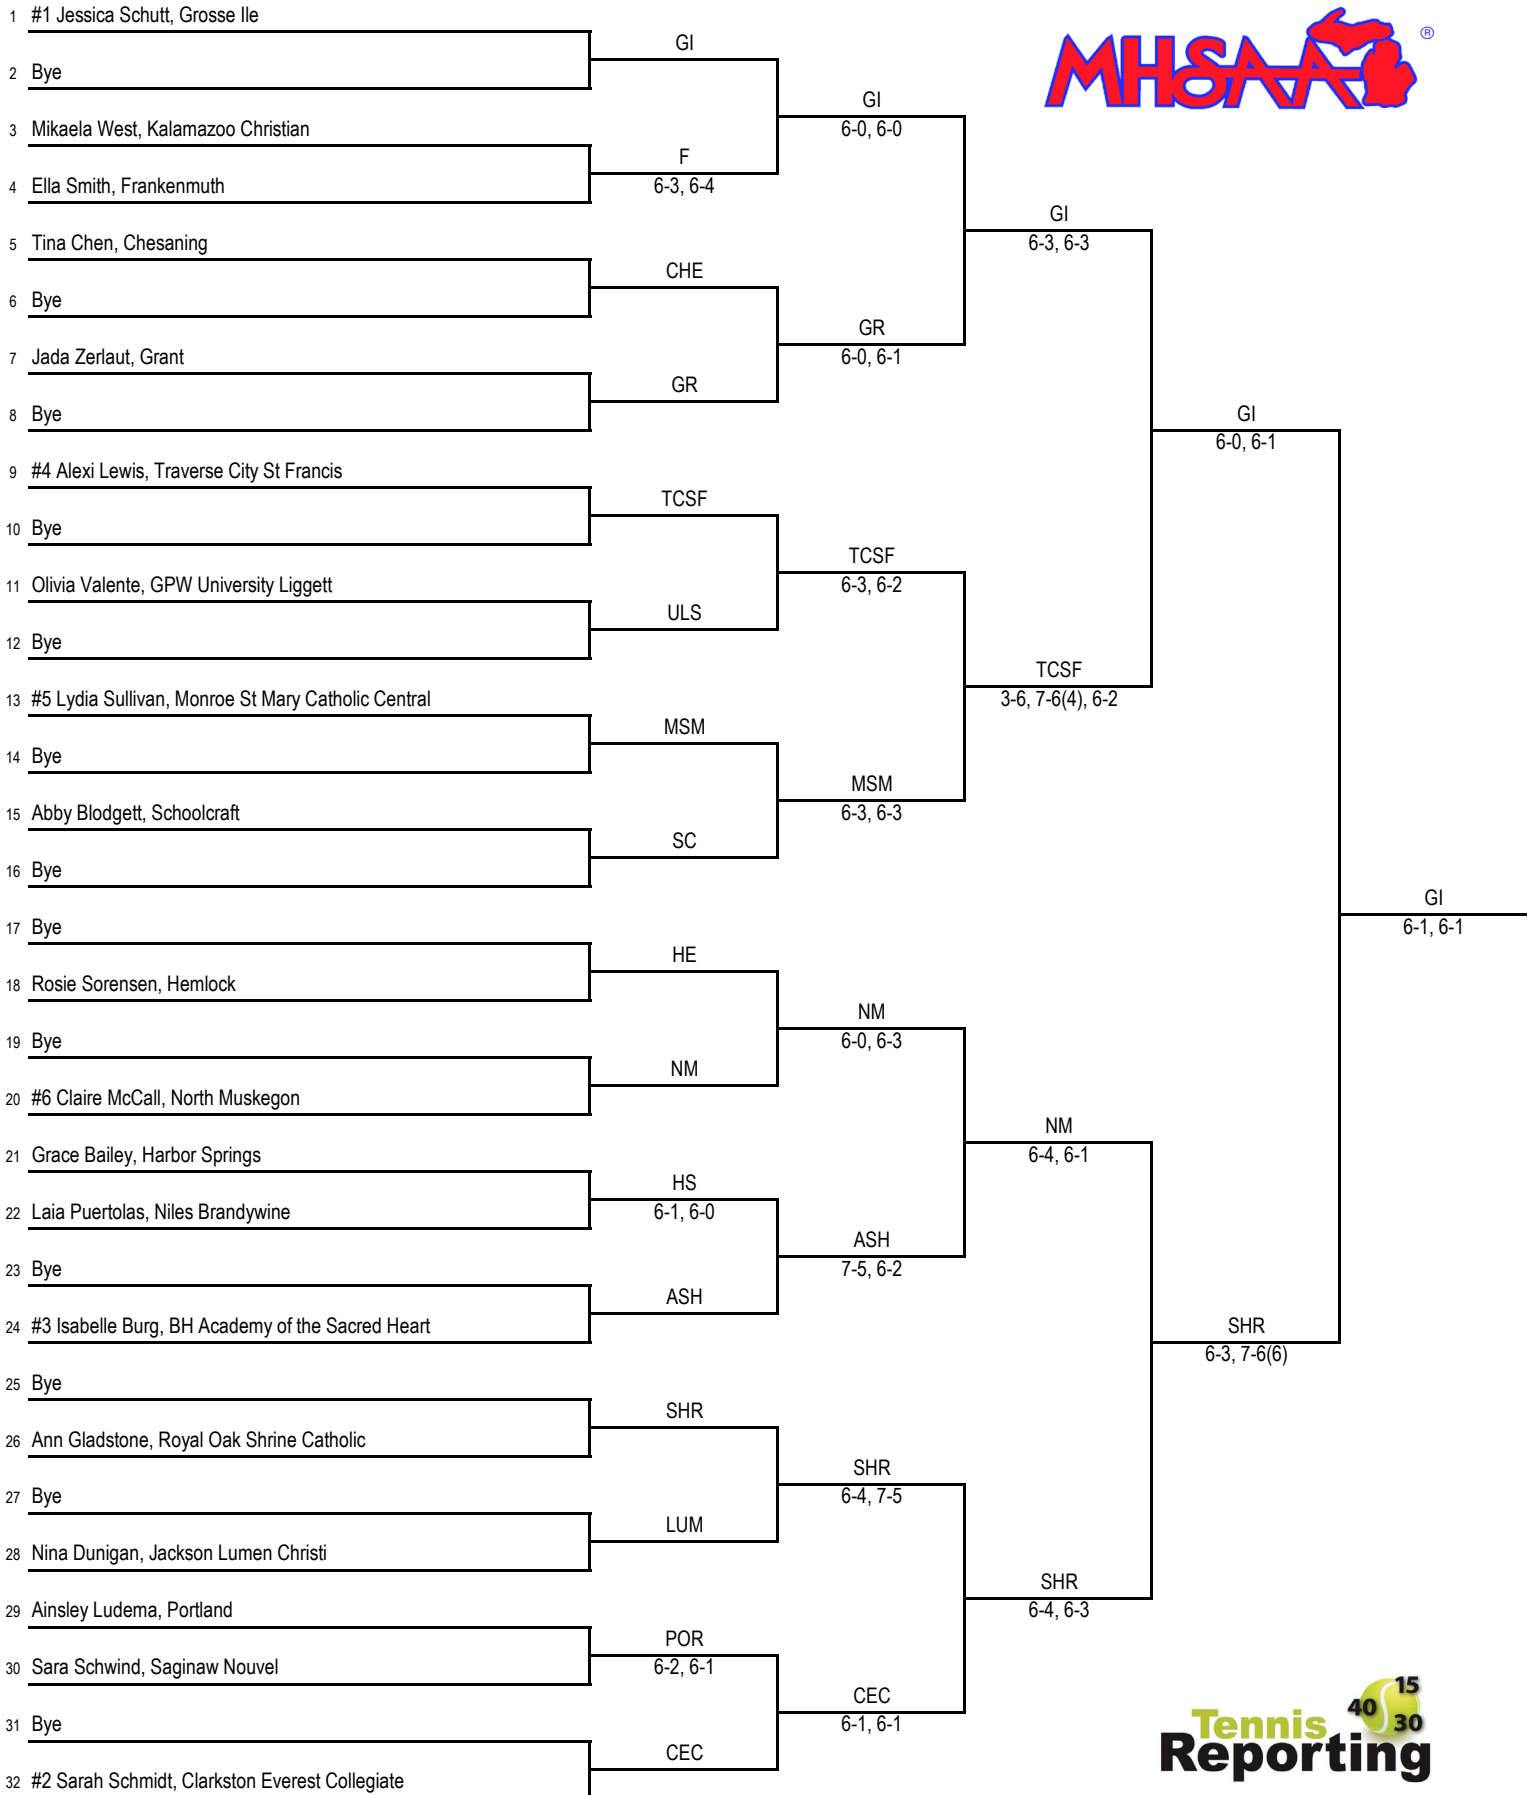 1 #1 Jessica Schutt, Grosse Ile
GI
2 Bye
GI
6-0, 6-0
3 Mikaela West, Kalamazoo Christian
F
6-3, 6-4
4 Ella Smith, Frankenmuth
GI
6-3, 6-3
5 Tina Chen, Chesaning
CHE
6 Bye
GR
6-0, 6-1
7 Jada Zerlaut, Grant
GR
8 Bye
GI
6-0, 6-1
9 #4 Alexi Lewis, Traverse City St Francis
TCSF
10 Bye
TCSF
6-3, 6-2
11 Olivia Valente, GPW University Liggett
ULS
12 Bye
TCSF
3-6, 7-6(4), 6-2
13 #5 Lydia Sullivan, Monroe St Mary Catholic Central
MSM
14 Bye
MSM
6-3, 6-3
15 Abby Blodgett, Schoolcraft
SC
16 Bye
GI
6-1, 6-1
17 Bye
HE
18 Rosie Sorensen, Hemlock
NM
6-0, 6-3
19 Bye
NM
20 #6 Claire McCall, North Muskegon
NM
6-4, 6-1
21 Grace Bailey, Harbor Springs
HS
6-1, 6-0
22 Laia Puertolas, Niles Brandywine
ASH
7-5, 6-2
23 Bye
ASH
24 #3 Isabelle Burg, BH Academy of the Sacred Heart
SHR
6-3, 7-6(6)
25 Bye
SHR
26 Ann Gladstone, Royal Oak Shrine Catholic
SHR
6-4, 7-5
27 Bye
LUM
28 Nina Dunigan, Jackson Lumen Christi
SHR
6-4, 6-3
29 Ainsley Ludema, Portland
POR
6-2, 6-1
30 Sara Schwind, Saginaw Nouvel
CEC
6-1, 6-1
31 Bye
CEC
32 #2 Sarah Schmidt, Clarkston Everest Collegiate
MHSAA ®
15
40
30
Tennis
Reporting